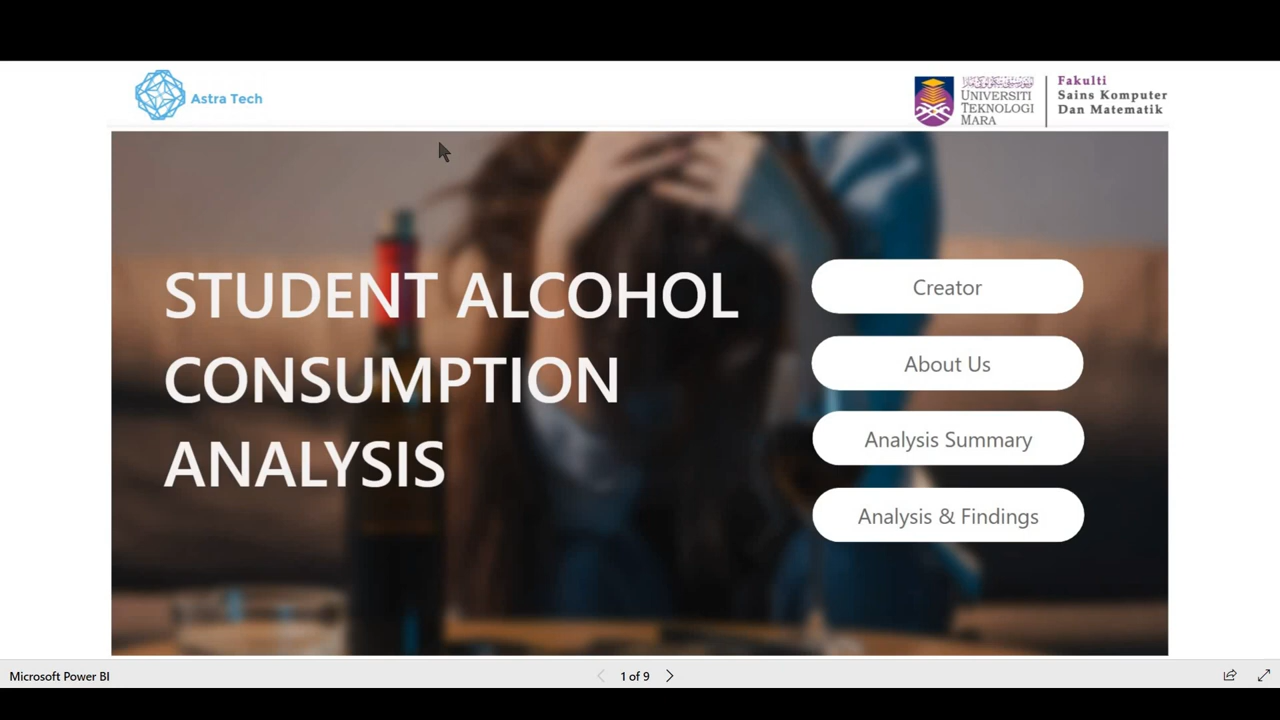 Astra Tech
UNIVERSITI
TEKNOLOGI
MARA
Fakulti
Sains Komputer
Dan Matematik
STUDENT ALCOHOL
CONSUMPTION
ANALYSIS
Creator
About Us
Analysis Summary
Analysis & Findings
Microsoft Power BI
1 of 9